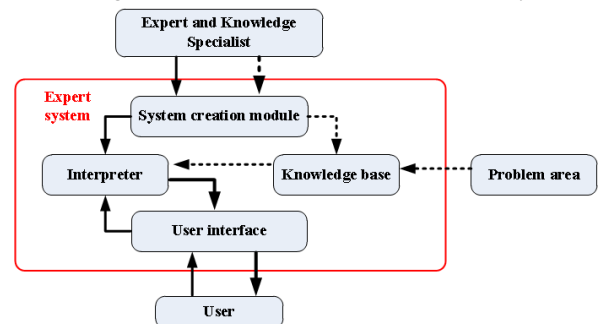 Expert and Knowledge
Specialist
Expert
system
System creation module
Interpreter
Knowledge base
Problem area
User interface
User